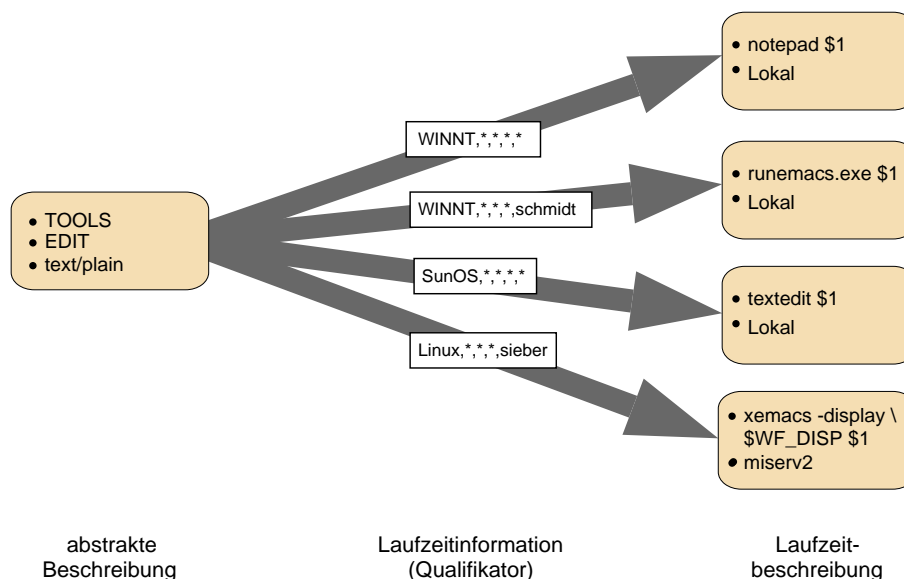 • notepad $1
• Lokal
WINNT,*,*,*,*
• runemacs.exe $1
• Lokal
WINNT,*,*,*,schmidt
• TOOLS
• EDIT
• text/plain
SunOS,*,*,*,*
• textedit $1
• Lokal
Linux,*,*,*,sieber
• xemacs -display \
$WF_DISP $1
• miserv2
abstrakte
Beschreibung
Laufzeitinformation
(Qualifikator)
Laufzeit-
beschreibung